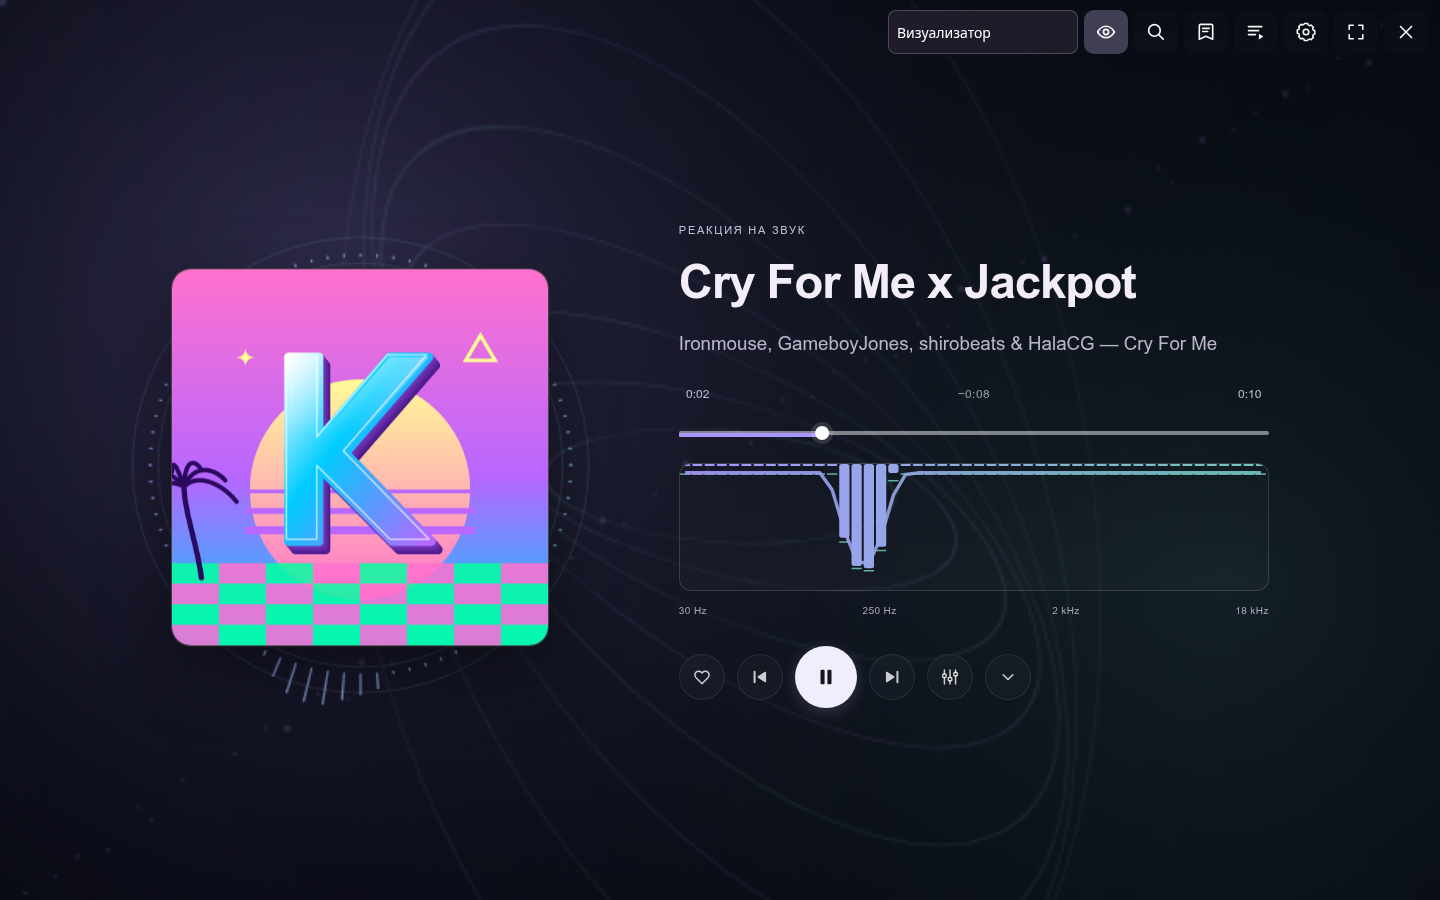 Визуализатор
РЕАКЦИЯ НА ЗВУК
Cry For Me x Jackpot
Ironmouse, GameboyJones, shirobeats & HalaCG — Cry For Me
0:02 −0:08 0:10
K
30 Hz 250 Hz 2 kHz 18 kHz